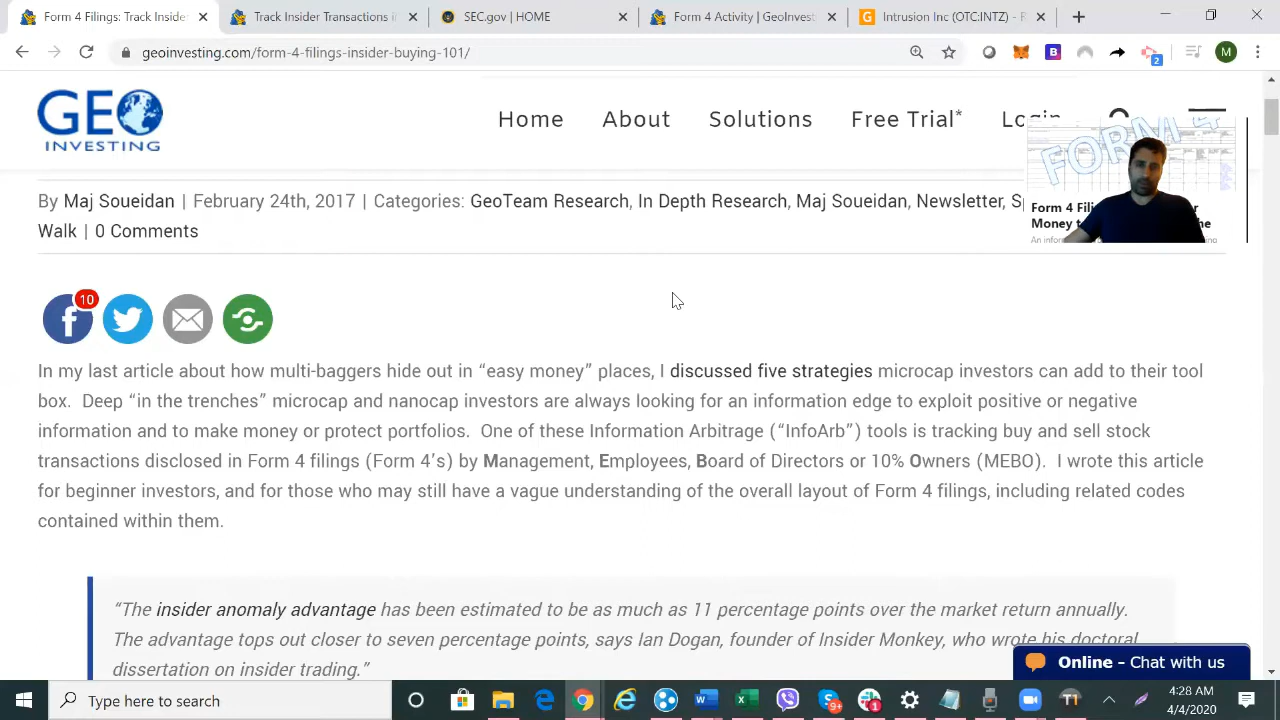 Form 4 Filings: Track Insider
Track Insider Transactions i
SEC.gov | HOME
Form 4 Activity | GeoInvest
Intrusion Inc (OTC:INTZ) - R
geoinvesting.com/form-4-filings-insider-buying-101/
B
2
M
GEO
INVESTING
Home
About
Solutions
Free Trial*
Login
FORM 4
Form 4 Fil
Money t
By Maj Soueidan | February 24th, 2017 | Categories: GeoTeam Research, In Depth Research, Maj Soueidan, Newsletter, S
Walk | 0 Comments
10
In my last article about how multi-baggers hide out in “easy money” places, I discussed five strategies microcap investors can add to their tool
box. Deep “in the trenches” microcap and nanocap investors are always looking for an information edge to exploit positive or negative
information and to make money or protect portfolios. One of these Information Arbitrage (“InfoArb”) tools is tracking buy and sell stock
transactions disclosed in Form 4 filings (Form 4’s) by Management, Employees, Board of Directors or 10% Owners (MEBO). I wrote this article
for beginner investors, and for those who may still have a vague understanding of the overall layout of Form 4 filings, including related codes
contained within them.
“The insider anomaly advantage has been estimated to be as much as 11 percentage points over the market return annually.
The advantage tops out closer to seven percentage points, says Ian Dogan, founder of Insider Monkey, who wrote his doctoral
dissertation on insider trading.”
Online - Chat with us
Type here to search
9+
1
4:28 AM
4/4/2020